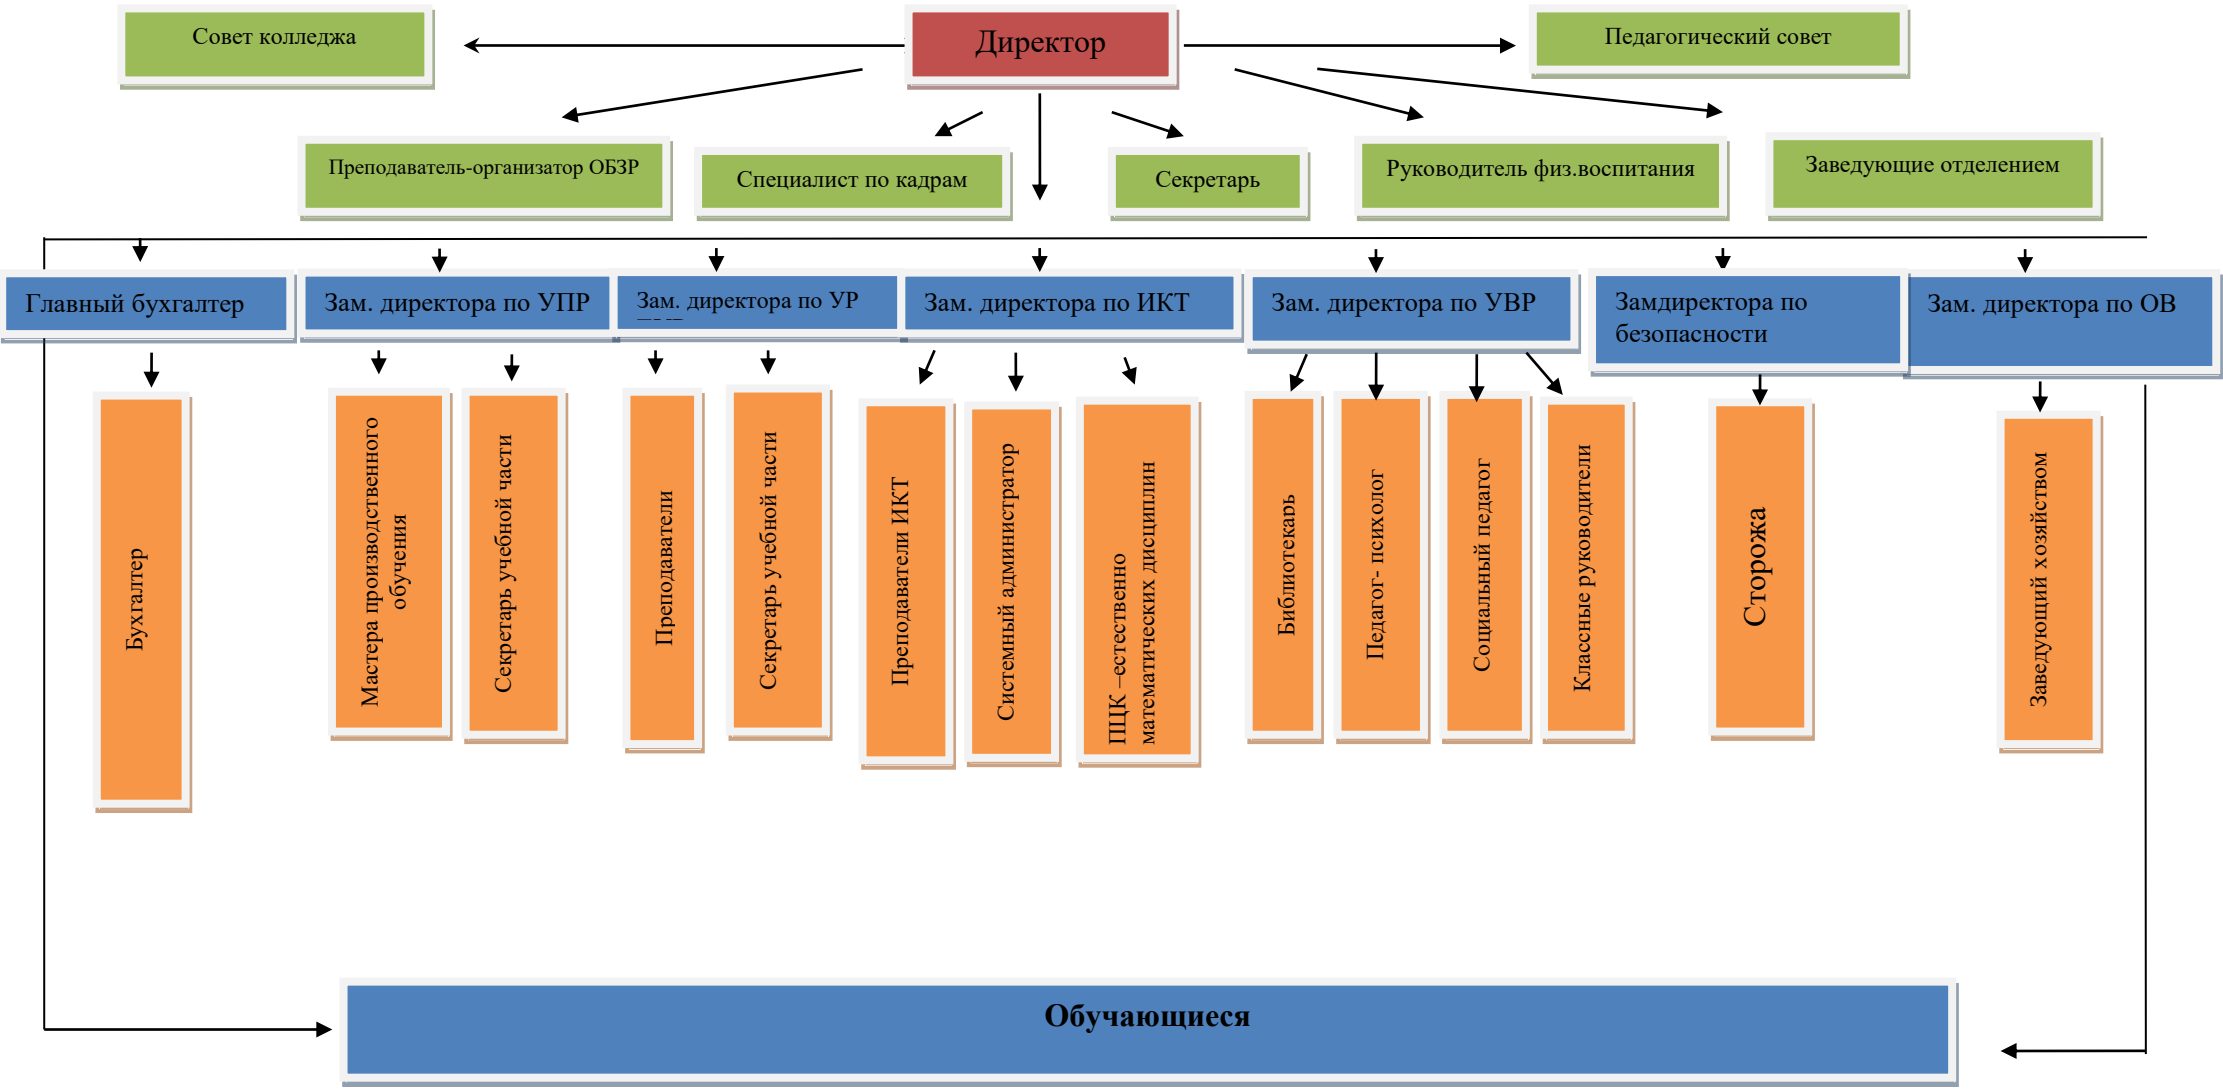 Совет колледжа
Директор
Педагогический совет
Преподаватель-организатор ОБЗР
Специалист по кадрам
Секретарь
Руководитель физ.воспитания
Заведующие отделением
Главный бухгалтер
Зам. директора по УПР
Зам. директора по УР
Зам. директора по ИКТ
Зам. директора по УВР
Замдиректора по
безопасности
Зам. директора по ОВ
Бухгалтер
Мастера производственного
обучения
Секретарь учебной части
Преподаватели
Секретарь учебной части
Преподаватели ИКТ
Системный администратор
ПЦК –естественно
математических дисциплин
Библиотекарь
Педагог- психолог
Социальный педагог
Классные руководители
Сторожа
Заведующий хозяйством
Обучающиеся